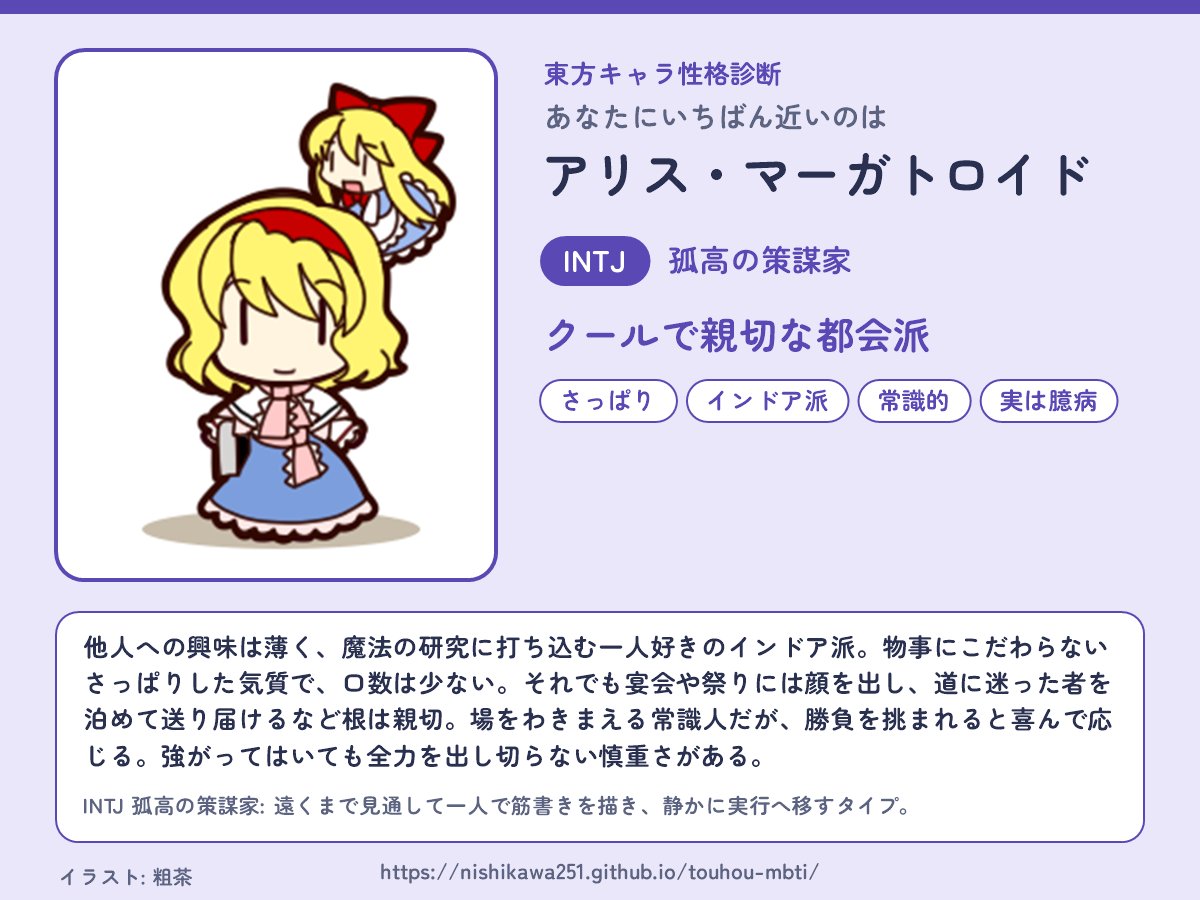 東方キャラ性格診断
あなたにいちばん近いのは
アリス・マーガトロイド
INTJ 孤高の策謀家
クールで親切な都会派
さっぱり インドア派 常識的 実は臆病
他人への興味は薄く、魔法の研究に打ち込む一人好きのインドア派。物事にこだわらない
さっぱりした気質で、口数は少ない。それでも宴会や祭りには顔を出し、道に迷った者を
泊めて送り届けるなど根は親切。場をわきまえる常識人だが、勝負を挑まれると喜んで応
じる。強がってはいても全力を出し切らない慎重さがある。
INTJ 孤高の策謀家: 遠くまで見通して一人で筋書きを描き、静かに実行へ移すタイプ。
イラスト: 粗茶
https://nishikawa251.github.io/touhou-mbti/